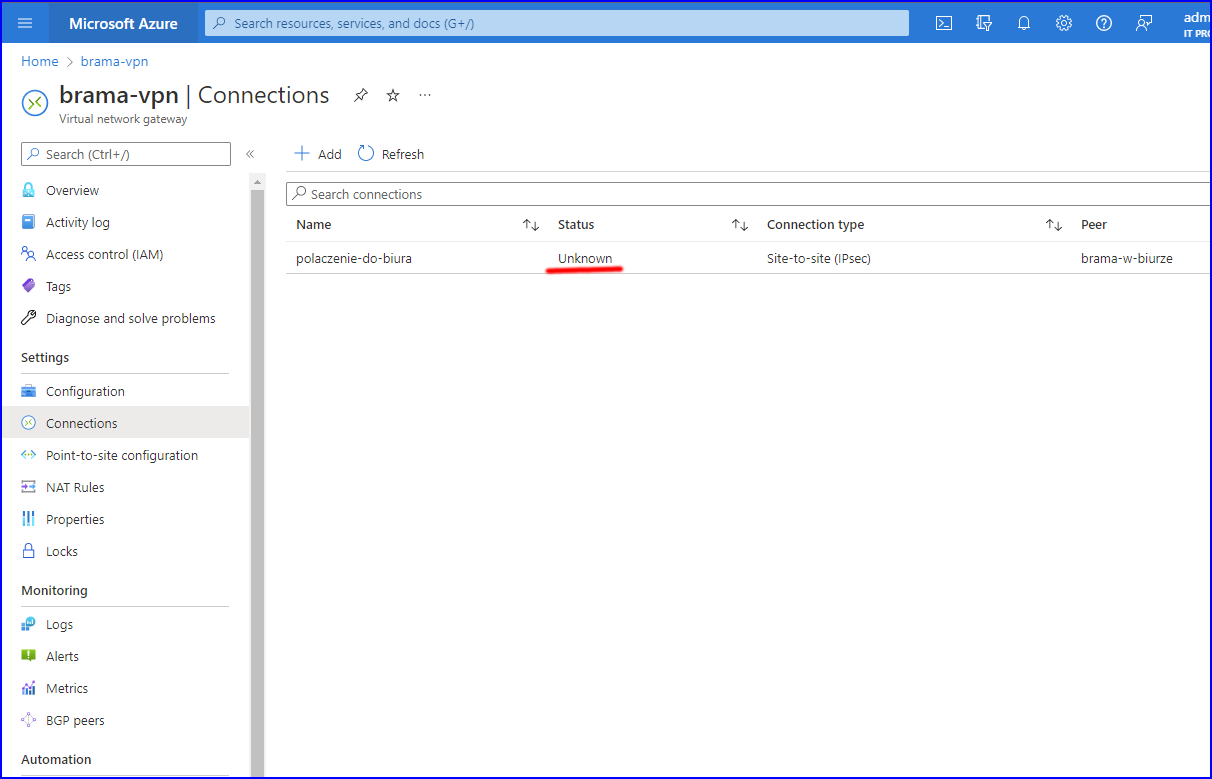 Microsoft Azure
Search resources, services, and docs (G+/)
adm
IT PRO
Home > brama-vpn
brama-vpn | Connections
Virtual network gateway
Search (Ctrl+/)
Overview
Activity log
Access control (IAM)
Tags
Diagnose and solve problems
Settings
Configuration
Connections
Point-to-site configuration
NAT Rules
Properties
Locks
Monitoring
Logs
Alerts
Metrics
BGP peers
Automation
Add Refresh
Search connections
Name Status Connection type Peer
polaczenie-do-biura Unknown Site-to-site (IPsec) brama-w-biurze